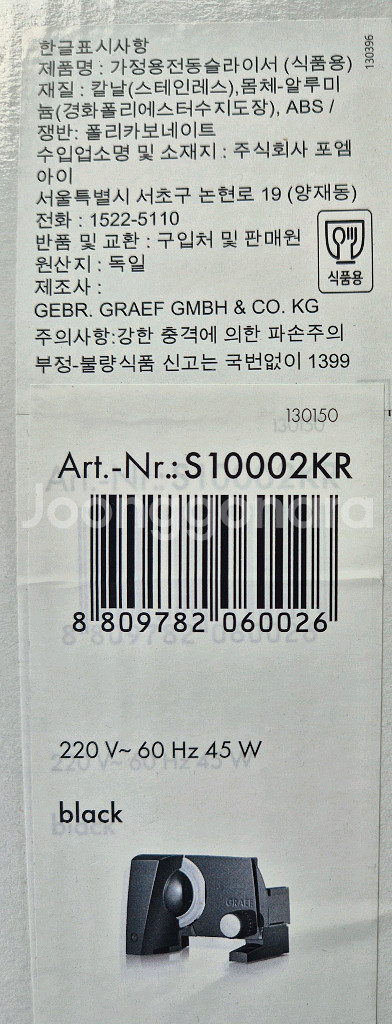 한글표시사항
제품명 : 가정용전동슬라이서 (식품용)
재질 : 칼날(스테인레스),몸체-알루미
늄(경화폴리에스터수지도장), ABS /
쟁반: 폴리카보네이트
수입업소명 및 소재지 : 주식회사 포엠
아이
서울특별시 서초구 논현로 19 (양재동)
전화 : 1522-5110
반품 및 교환 : 구입처 및 판매원
원산지 : 독일
제조사 :
GEBR. GRAEF GMBH & CO. KG
주의사항:강한 충격에 의한 파손주의
부정-불량식품 신고는 국번없이 1399
130396
식품용
130150
Art.-Nr.: S10002KR
Joonggonara
8 809782 060026
220 V~ 60 Hz 45 W
black
GRAEF